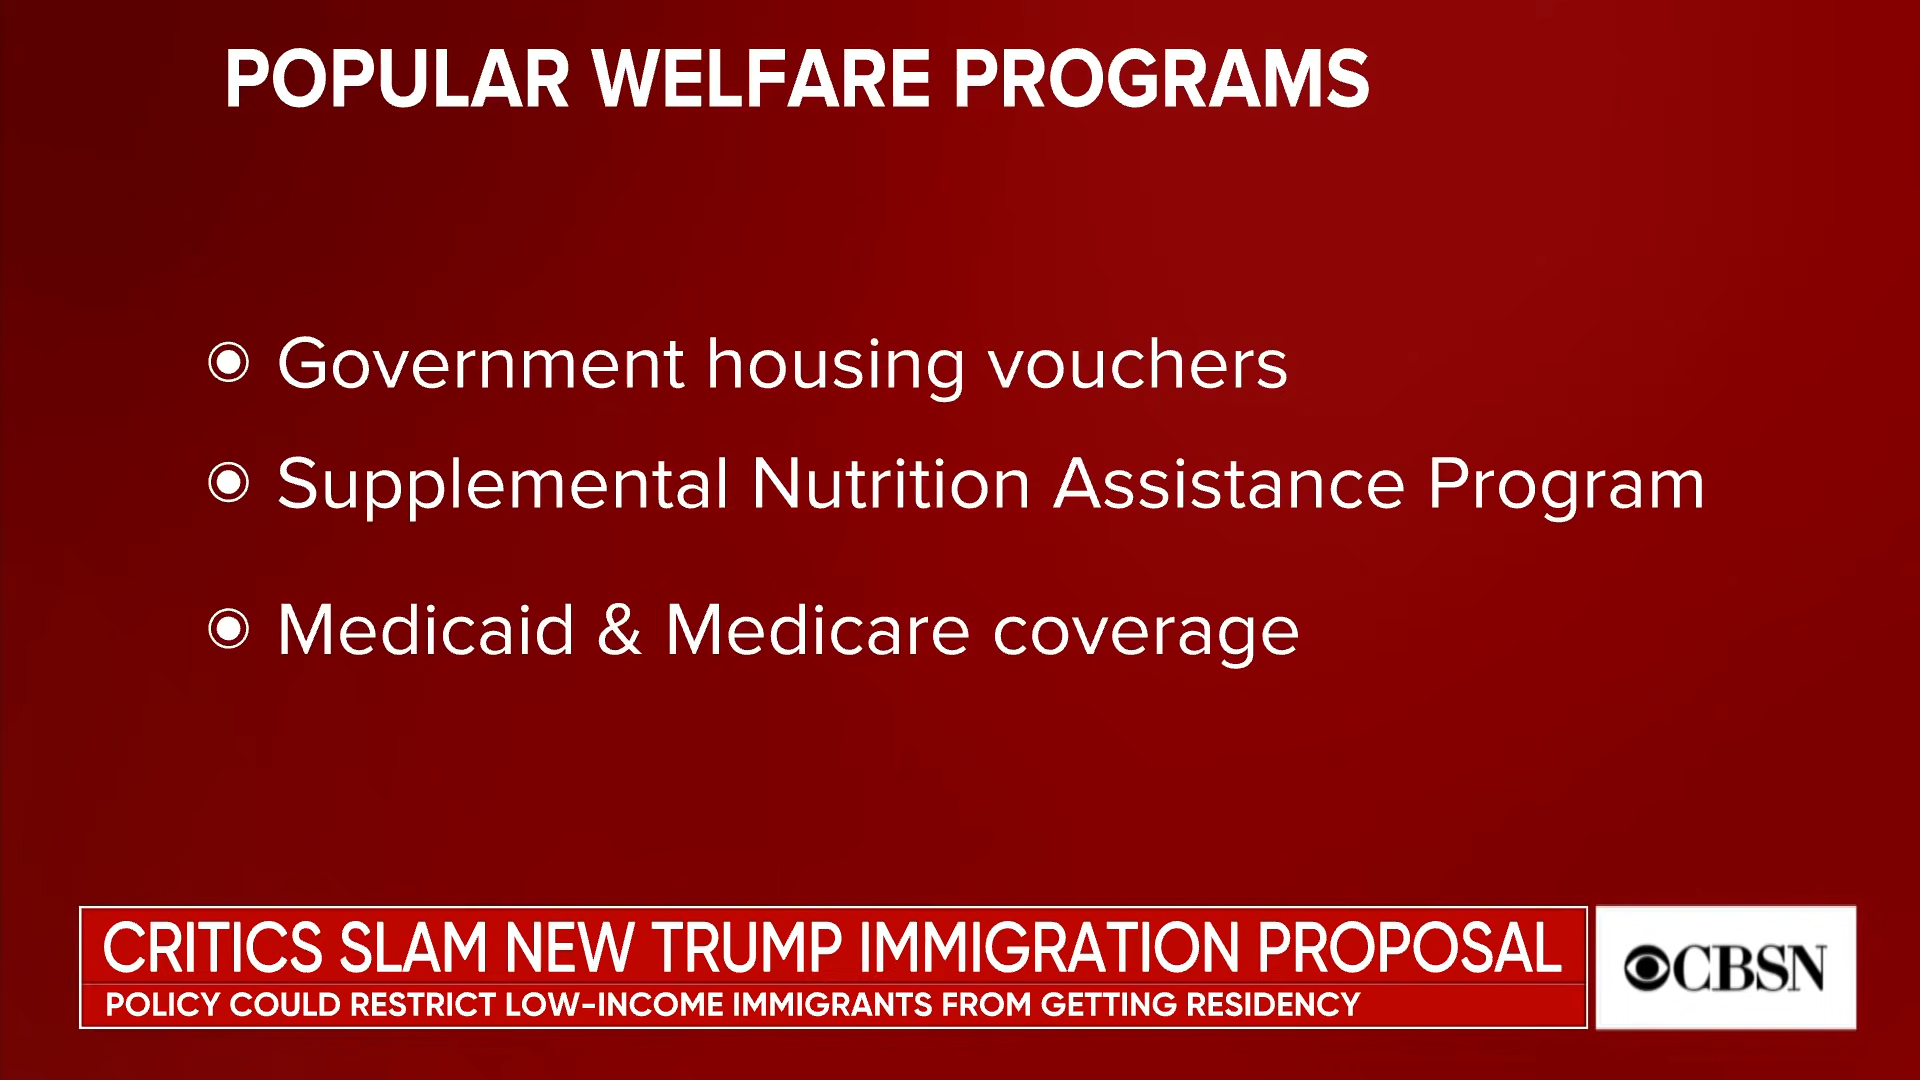 POPULAR WELFARE PROGRAMS
Government housing vouchers
Supplemental Nutrition Assistance Program
Medicaid & Medicare coverage
CRITICS SLAM NEW TRUMP IMMIGRATION PROPOSAL
POLICY COULD RESTRICT LOW-INCOME IMMIGRANTS FROM GETTING RESIDENCY
CBSN